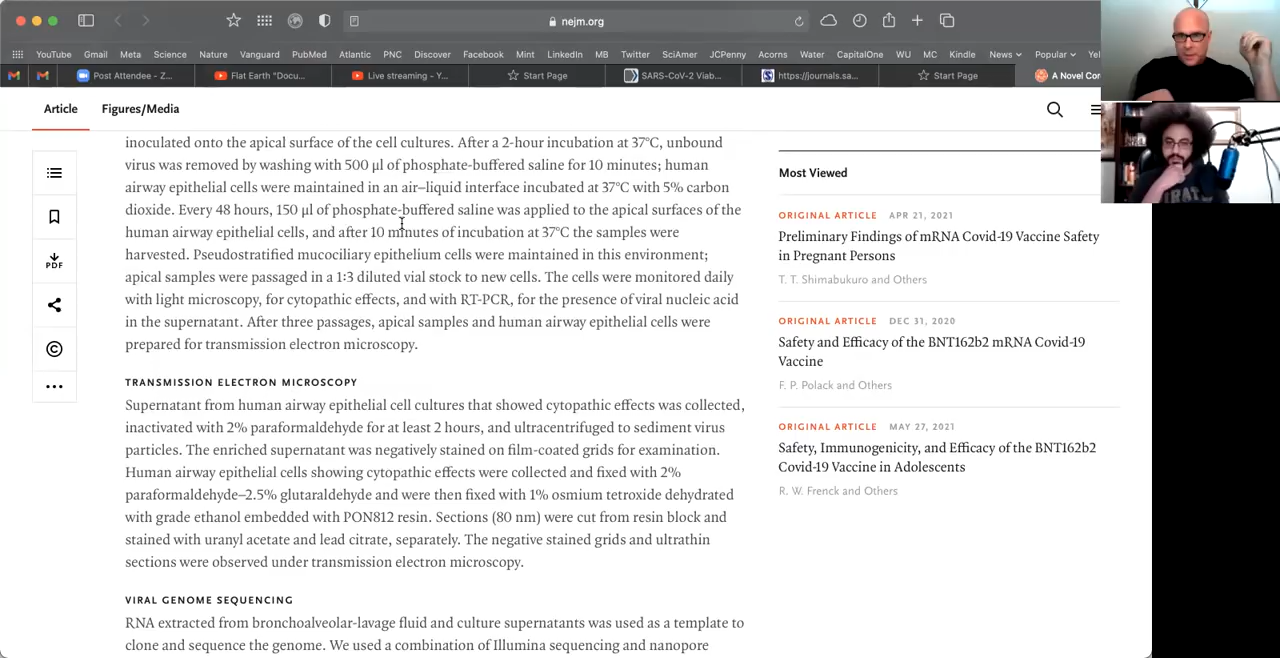 nejm.org
YouTube Gmail Meta Science Nature Vanguard PubMed Atlantic PNC Discover Facebook Mint LinkedIn MB Twitter SciAmer JCPenny Acorns Water CapitalOne WU MC Kindle News Popular Yel
Post Attendee - Z... Flat Earth "Docu... Live streaming - Y... Start Page SARS-CoV-2 Viab... https://journals.sa... Start Page A Novel Cor
Article Figures/Media
inoculated onto the apical surface of the cell cultures. After a 2-hour incubation at 37°C, unbound
virus was removed by washing with 500 μl of phosphate-buffered saline for 10 minutes; human
airway epithelial cells were maintained in an air–liquid interface incubated at 37°C with 5% carbon
dioxide. Every 48 hours, 150 μl of phosphate-buffered saline was applied to the apical surfaces of the
human airway epithelial cells, and after 10 minutes of incubation at 37°C the samples were
harvested. Pseudostratified mucociliary epithelium cells were maintained in this environment;
apical samples were passaged in a 1:3 diluted vial stock to new cells. The cells were monitored daily
with light microscopy, for cytopathic effects, and with RT-PCR, for the presence of viral nucleic acid
in the supernatant. After three passages, apical samples and human airway epithelial cells were
prepared for transmission electron microscopy.
TRANSMISSION ELECTRON MICROSCOPY
Supernatant from human airway epithelial cell cultures that showed cytopathic effects was collected,
inactivated with 2% paraformaldehyde for at least 2 hours, and ultracentrifuged to sediment virus
particles. The enriched supernatant was negatively stained on film-coated grids for examination.
Human airway epithelial cells showing cytopathic effects were collected and fixed with 2%
paraformaldehyde–2.5% glutaraldehyde and were then fixed with 1% osmium tetroxide dehydrated
with grade ethanol embedded with PON812 resin. Sections (80 nm) were cut from resin block and
stained with uranyl acetate and lead citrate, separately. The negative stained grids and ultrathin
sections were observed under transmission electron microscopy.
VIRAL GENOME SEQUENCING
RNA extracted from bronchoalveolar-lavage fluid and culture supernatants was used as a template to
clone and sequence the genome. We used a combination of Illumina sequencing and nanopore
PDF
Most Viewed
ORIGINAL ARTICLE APR 21, 2021
Preliminary Findings of mRNA Covid-19 Vaccine Safety
in Pregnant Persons
T. T. Shimabukuro and Others
ORIGINAL ARTICLE DEC 31, 2020
Safety and Efficacy of the BNT162b2 mRNA Covid-19
Vaccine
F. P. Polack and Others
ORIGINAL ARTICLE MAY 27, 2021
Safety, Immunogenicity, and Efficacy of the BNT162b2
Covid-19 Vaccine in Adolescents
R. W. Frenck and Others